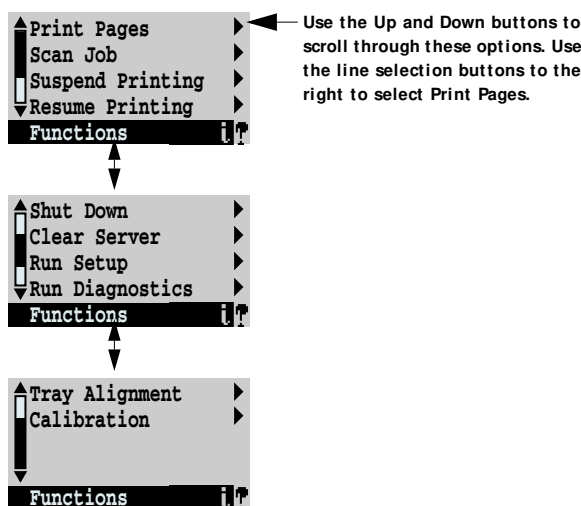 Print Pages
Scan Job
Suspend Printing
Resume Printing
Functions
Use the Up and Down buttons to
scroll through these options. Use
the line selection buttons to the
right to select Print Pages.
Shut Down
Clear Server
Run Setup
Run Diagnostics
Functions
Tray Alignment
Calibration
Functions